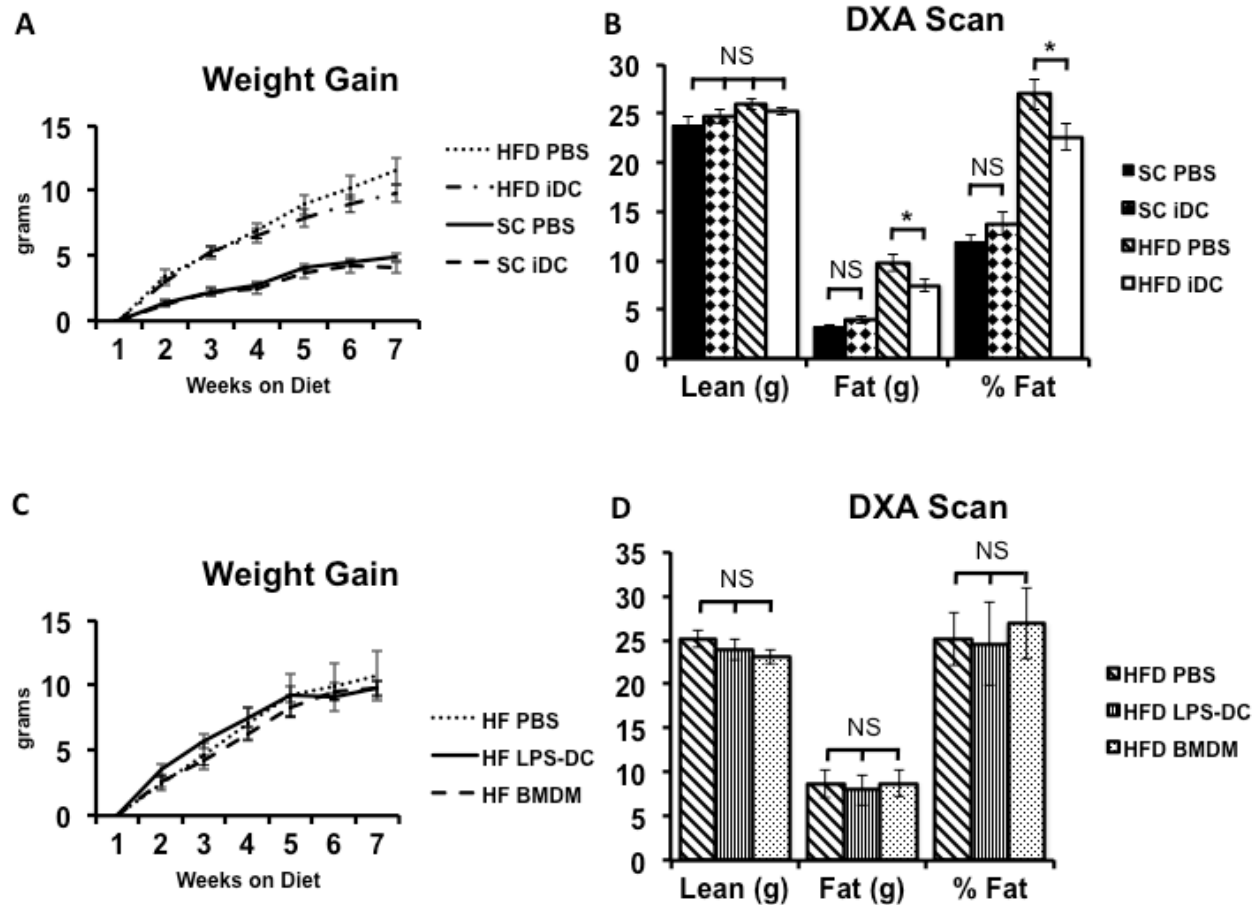 A
Weight Gain
15
10
5
0
grams
1 2 3 4 5 6 7
Weeks on Diet
HFD PBS
HFD iDC
SC PBS
SC iDC
B
DXA Scan
30
25
20
15
10
5
0
NS
NS
*
NS
*
Lean (g) Fat (g) % Fat
SC PBS
SC iDC
HFD PBS
HFD iDC
C
Weight Gain
15
10
5
0
grams
1 2 3 4 5 6 7
Weeks on Diet
HF PBS
HF LPS-DC
HF BMDM
D
DXA Scan
35
30
25
20
15
10
5
0
NS
NS
NS
Lean (g) Fat (g) % Fat
HFD PBS
HFD LPS-DC
HFD BMDM